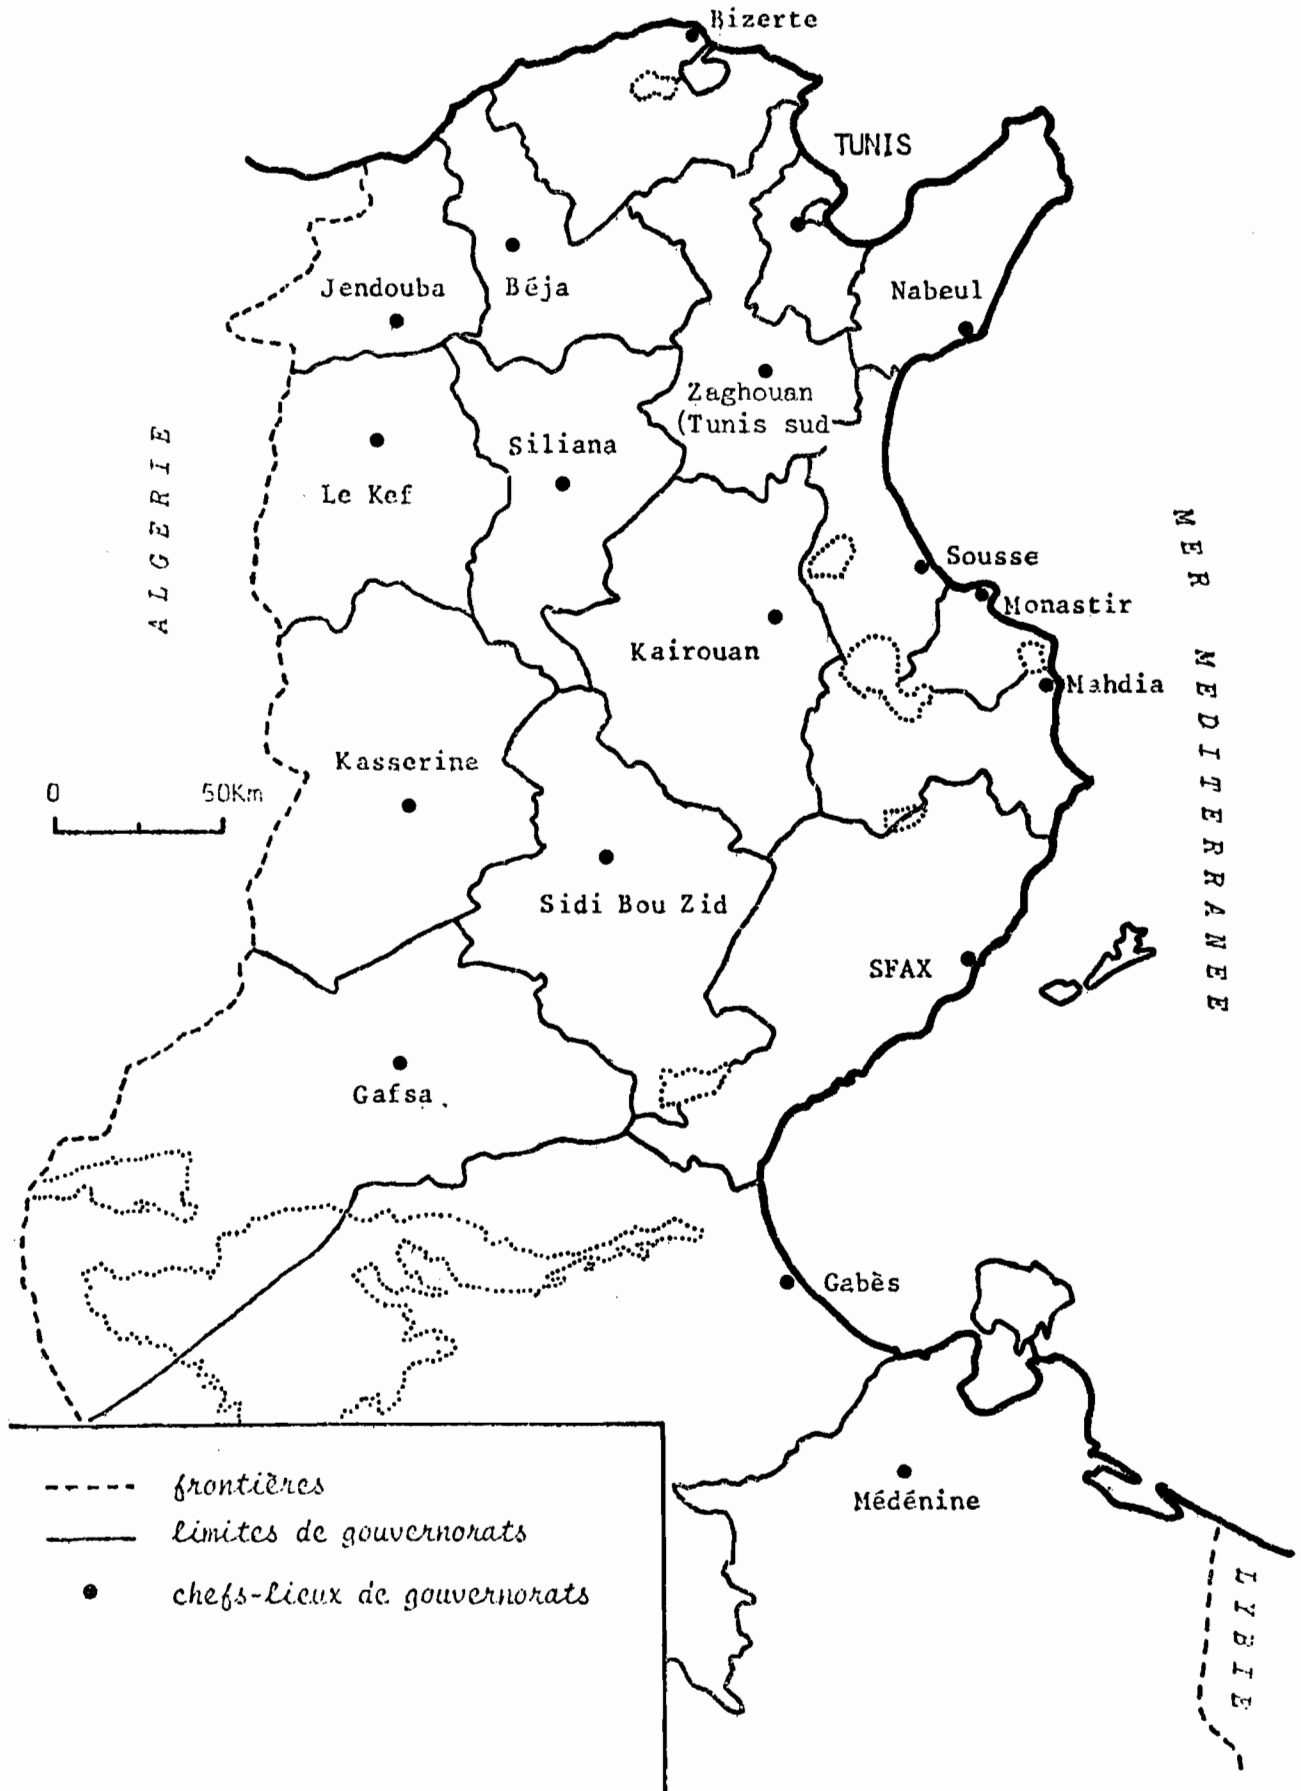 Bizerte
TUNIS
Jendouba
Béja
Nabeul
Zaghouan
(Tunis sud
Siliana
Le Kef
ALGERIE
Sousse
Monastir
MER MEDITERRANEE
Kairouan
Mahdia
Kasserine
0 50Km
Sidi Bou Zid
SFAX
Gafsa
Gabès
Médénine
frontières
limites de gouvernorats
chefs-lieux de gouvernorats
LYBIE